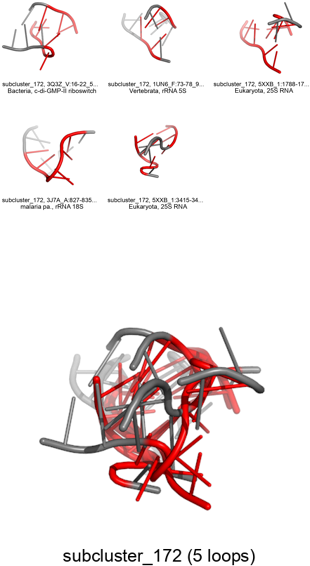 subcluster_172, 3Q3Z_V:16-22_5...
Bacteria, c-di-GMP-II riboswitch
subcluster_172, 1UN6_F:73-78_9...
Vertebrata, rRNA 5S
subcluster_172, 5XXB_1:1788-17...
Eukaryota, 25S RNA
subcluster_172, 3J7A_A:827-835...
malaria pa., rRNA 18S
subcluster_172, 5XXB_1:3415-34...
Eukaryota, 25S RNA
subcluster_172 (5 loops)